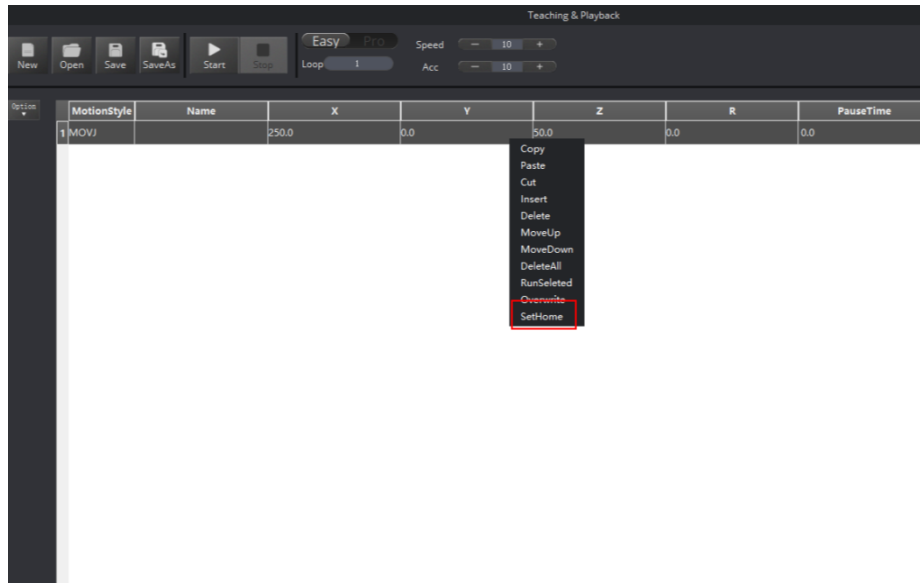 Teaching & Playback
Easy Pro
Speed — 10 +
New Open Save SaveAs Start Stop
Loop 1
Acc — 10 +
Option
MotionStyle Name X Y Z R PauseTime
1 MOVJ 250.0 0.0 50.0 0.0 0.0
Copy
Paste
Cut
Insert
Delete
MoveUp
MoveDown
DeleteAll
RunSeleted
Overwrite
SetHome